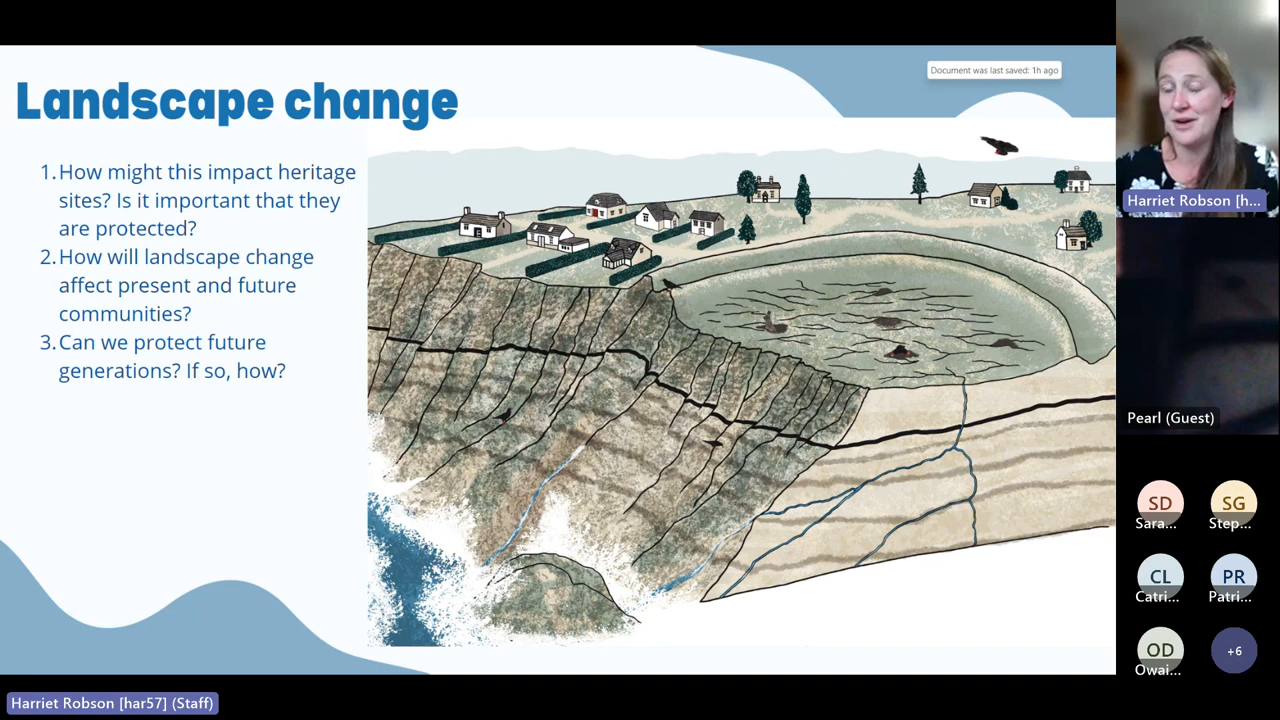 Document was last saved: 1h ago
Landscape change
1. How might this impact heritage
sites? Is it important that they
are protected?
2. How will landscape change
affect present and future
communities?
3. Can we protect future
generations? If so, how?
Harriet Robson [h...
Pearl (Guest)
SD
Sara...
SG
Step...
CL
Catri...
PR
Patri...
OD
Owai...
+6
Harriet Robson [har57] (Staff)